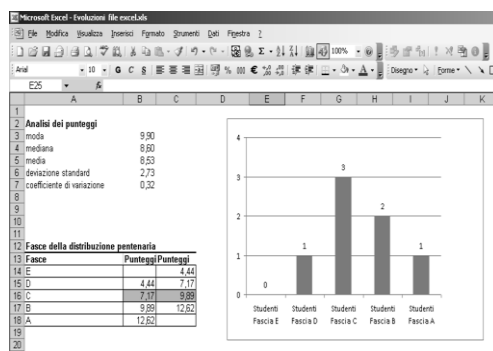 Microsoft Excel - Evoluzioni file excel.xls
File Modifica Visualizza Inserisci Formato Strumenti Dati Finestra ?
100%
Arial 10 G C S % 000 € Disegno Forme
E25 fx
A B C D E F G H I J K
1
2 Analisi dei punteggi
3 moda 9,90
4 mediana 8,60
5 media 8,53
6 deviazione standard 2,73
7 coefficiente di variazione 0,32
8
9
10
11
12 Fasce della distribuzione pentenaria
13 Fasce Punteggi Punteggi
14 E 4,44
15 D 4,44 7,17
16 C 7,17 9,89
17 B 9,89 12,62
18 A 12,62
19
20
4
3
2
1
0
0 1 3 2 1
Studenti Fascia E
Studenti Fascia D
Studenti Fascia C
Studenti Fascia B
Studenti Fascia A